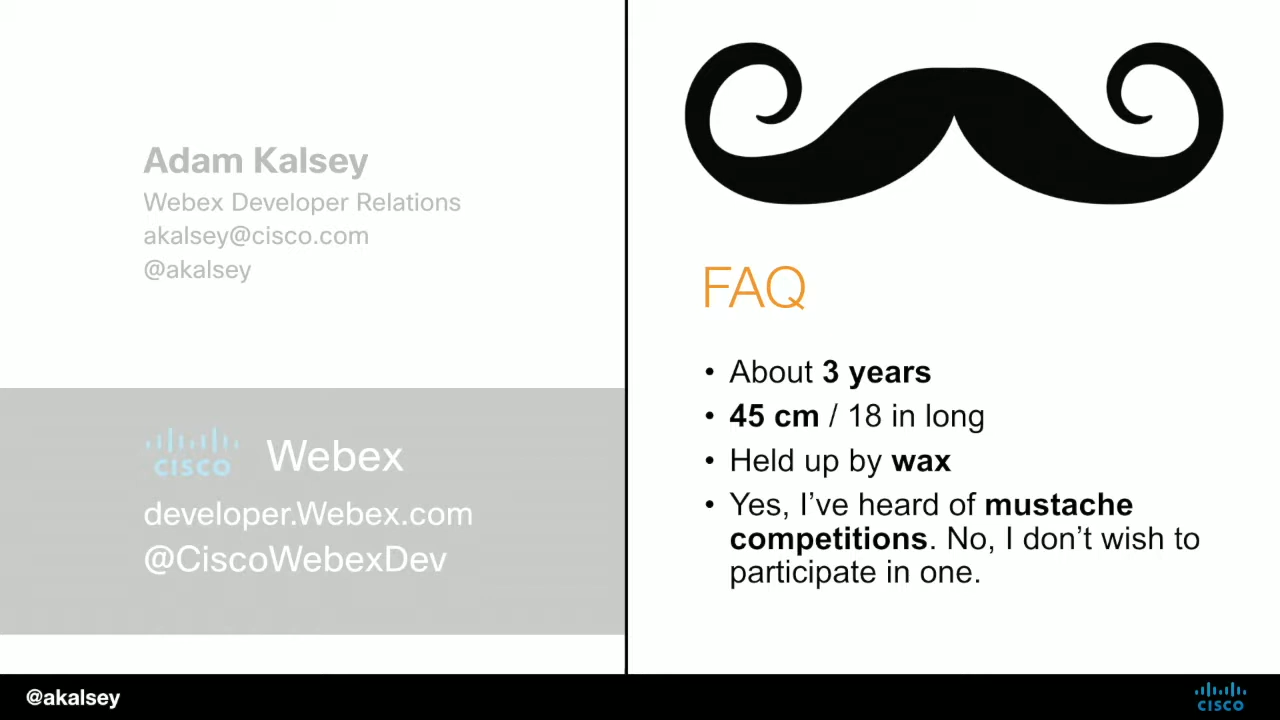 Adam Kalsey
Webex Developer Relations
akalsey@cisco.com
@akalsey
CISCO Webex
developer.Webex.com
@CiscoWebexDev
FAQ
• About 3 years
• 45 cm / 18 in long
• Held up by wax
• Yes, I’ve heard of mustache
competitions. No, I don’t wish to
participate in one.
@akalsey
CISCO